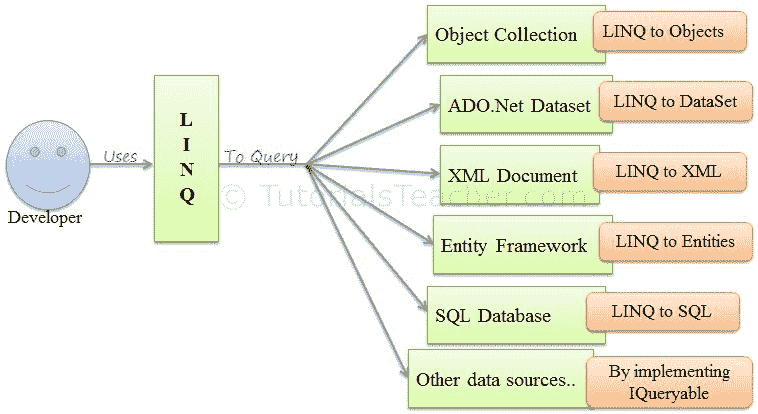 Object Collection
LINQ to Objects
ADO.Net Dataset
LINQ to DataSet
L
I
N
Q
Uses
To Query
XML Document
LINQ to XML
© TutorialsTeacher.com
Developer
Entity Framework
LINQ to Entities
SQL Database
LINQ to SQL
Other data sources..
By implementing
IQueryable